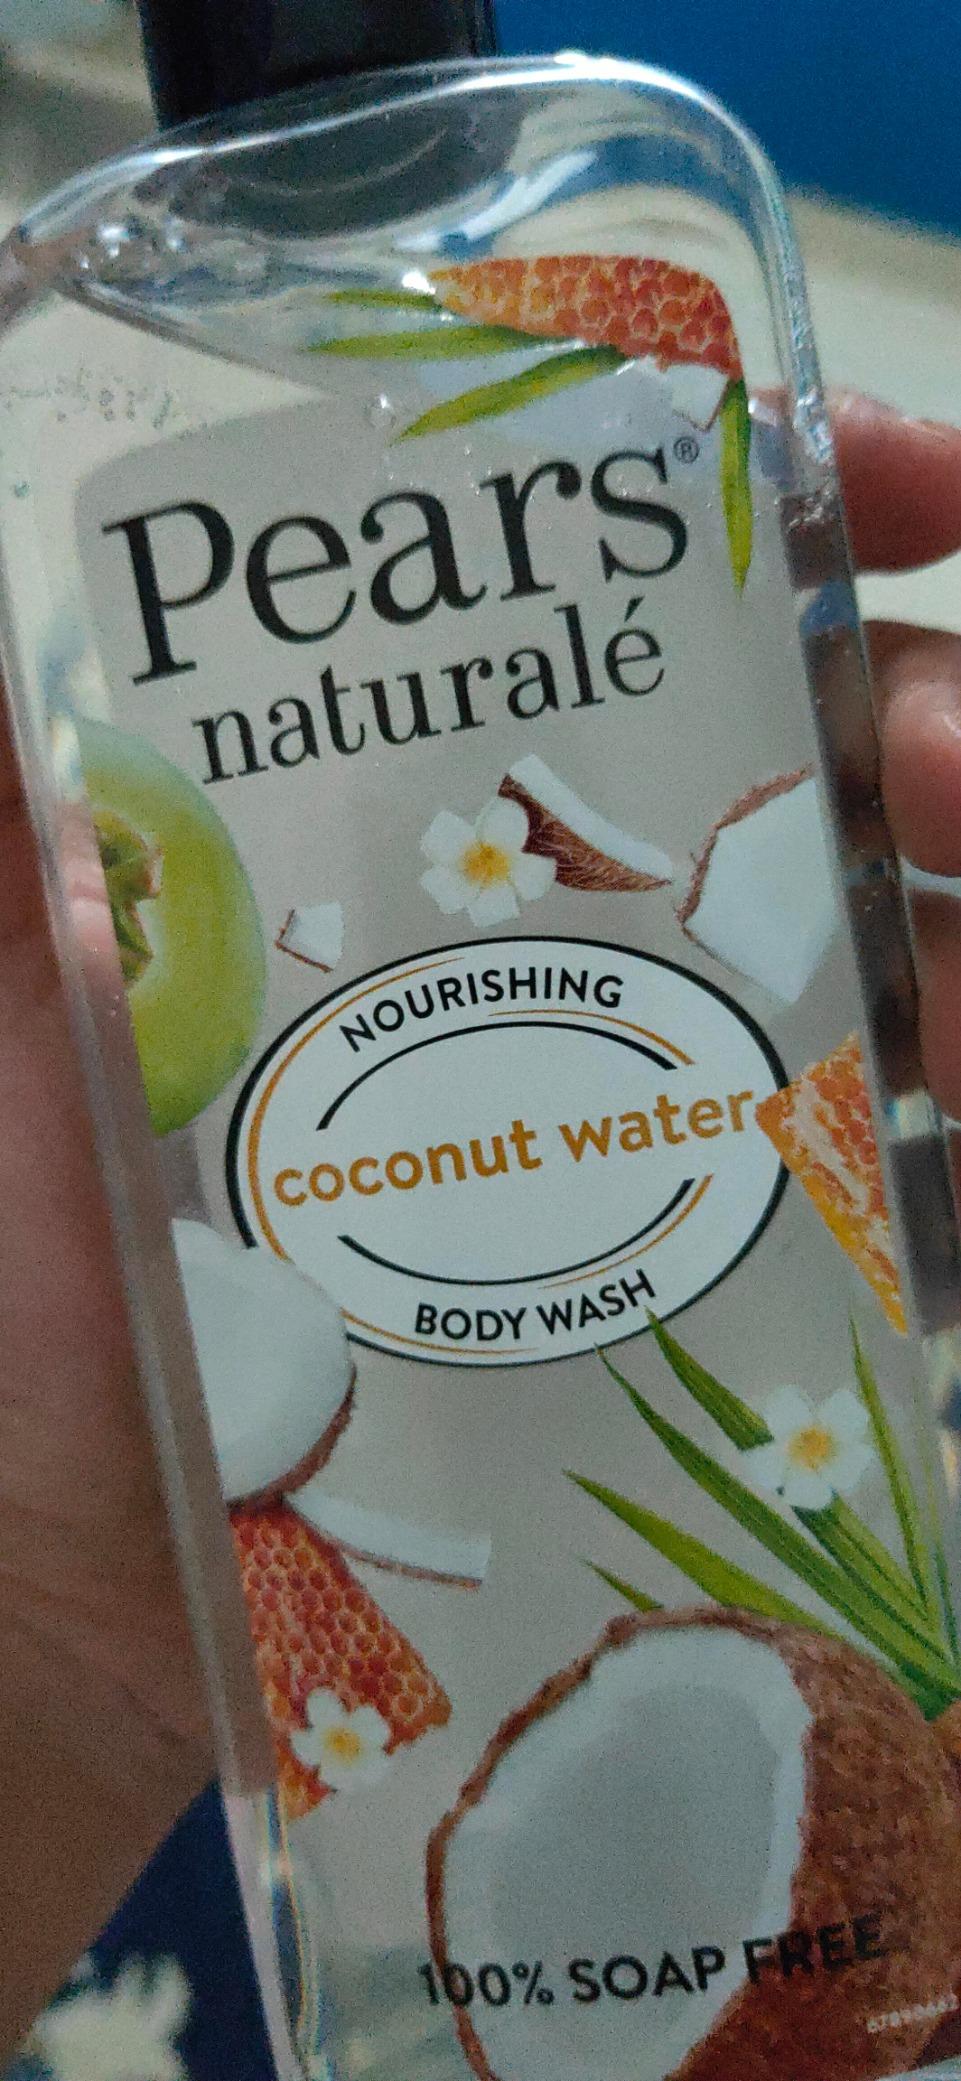 Pears®
naturalé
NOURISHING
coconut water
BODY WASH
100% SOAP FREE